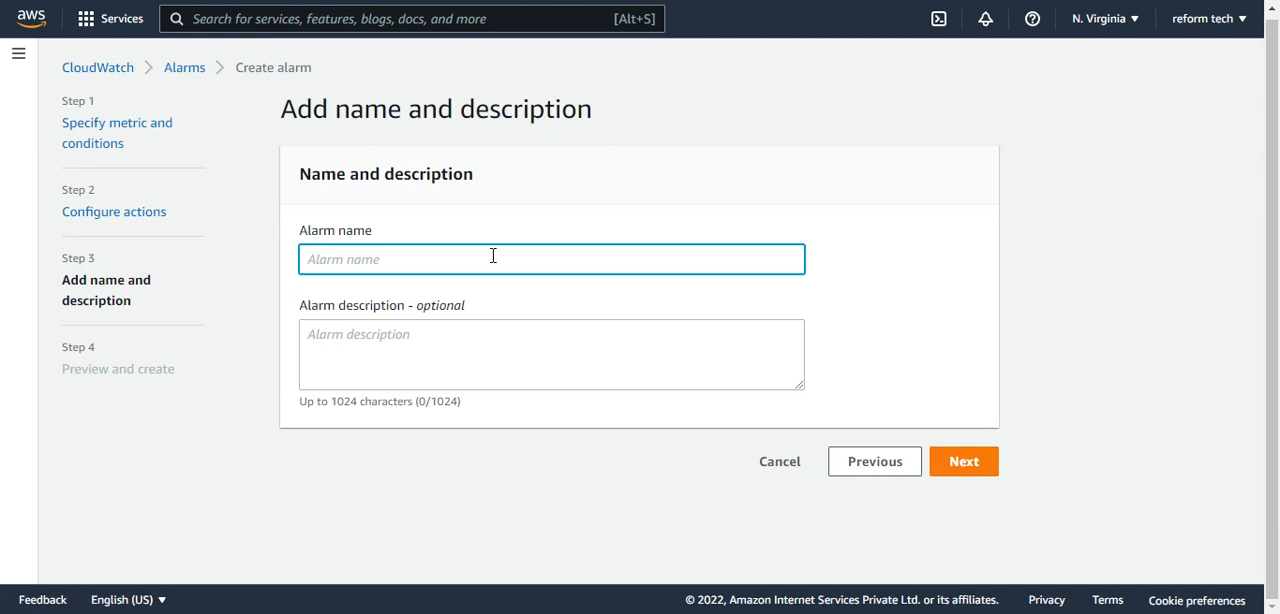 aws Services Search for services, features, blogs, docs, and more [Alt+S] N. Virginia ▼ reform tech ▼
CloudWatch > Alarms > Create alarm
Step 1
Specify metric and
conditions
Step 2
Configure actions
Step 3
Add name and
description
Step 4
Preview and create
Add name and description
Name and description
Alarm name
Alarm name
Alarm description - optional
Alarm description
Up to 1024 characters (0/1024)
Cancel Previous Next
Feedback English (US) ▼ © 2022, Amazon Internet Services Private Ltd. or its affiliates. Privacy Terms Cookie preferences